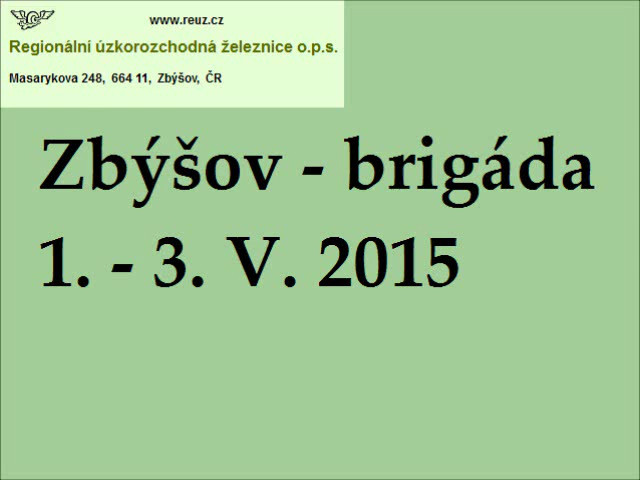 www.reuz.cz
Regionální úzkorozchodná železnice o.p.s.
Masarykova 248, 664 11, Zbýšov, ČR
Zbýšov - brigáda
1. - 3. V. 2015